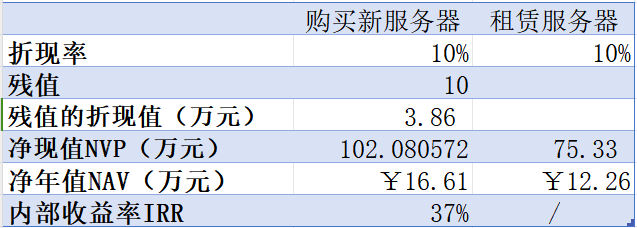 购买新服务器 租赁服务器
折现率 10% 10%
残值 10
残值的折现值（万元） 3.86
净现值NVP（万元） 102.080572 75.33
净年值NAV（万元） ￥16.61 ￥12.26
内部收益率IRR 37% /